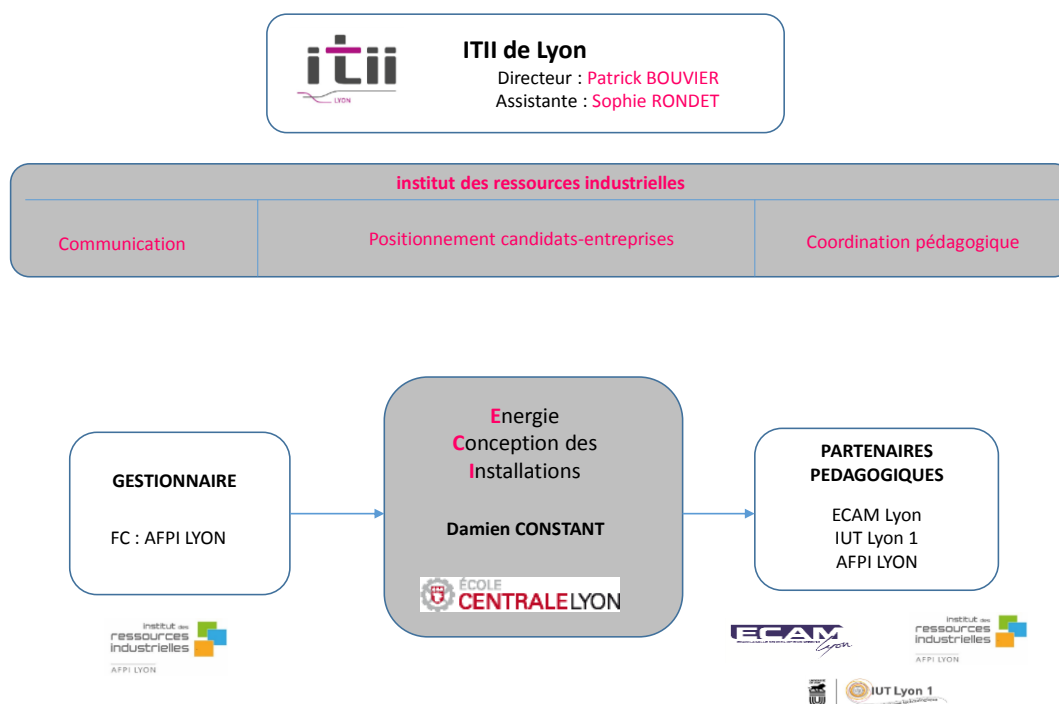 itii
LYON
ITII de Lyon
Directeur : Patrick BOUVIER
Assistante : Sophie RONDET
institut des ressources industrielles
Communication
Positionnement candidats-entreprises
Coordination pédagogique
GESTIONNAIRE
FC : AFPI LYON
institut des
ressources
industrielles
AFPI LYON
Energie
Conception des
Installations
Damien CONSTANT
ÉCOLE
CENTRALELYON
PARTENAIRES
PEDAGOGIQUES
ECAM Lyon
IUT Lyon 1
AFPI LYON
ECAM
Lyon
institut des
ressources
industrielles
AFPI LYON
IUT Lyon 1